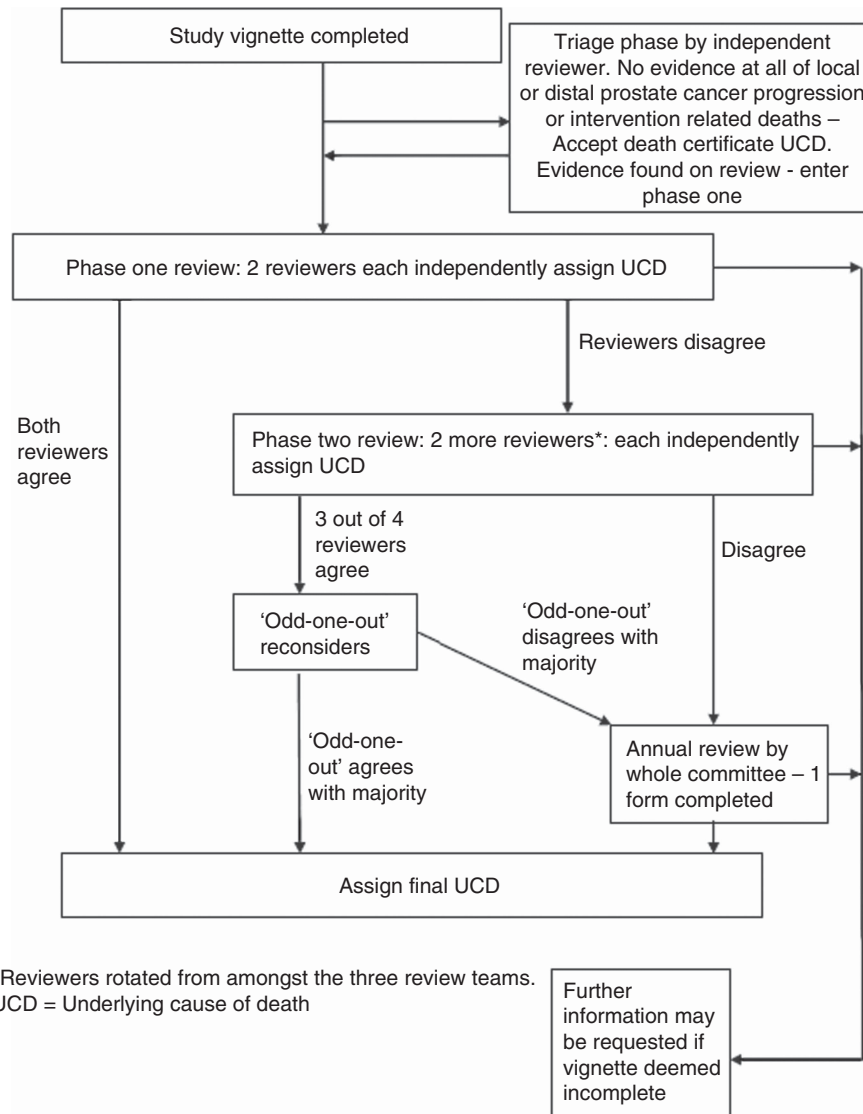 Study vignette completed
Triage phase by independent
reviewer. No evidence at all of local
or distal prostate cancer progression
or intervention related deaths –
Accept death certificate UCD.
Evidence found on review - enter
phase one
Phase one review: 2 reviewers each independently assign UCD
Reviewers disagree
Both
reviewers
agree
Phase two review: 2 more reviewers*: each independently
assign UCD
3 out of 4
reviewers
agree
Disagree
‘Odd-one-out’
reconsiders
‘Odd-one-out’
disagrees with
majority
‘Odd-one-
out’ agrees
with majority
Annual review by
whole committee – 1
form completed
Assign final UCD
Reviewers rotated from amongst the three review teams.
UCD = Underlying cause of death
Further
information may
be requested if
vignette deemed
incomplete